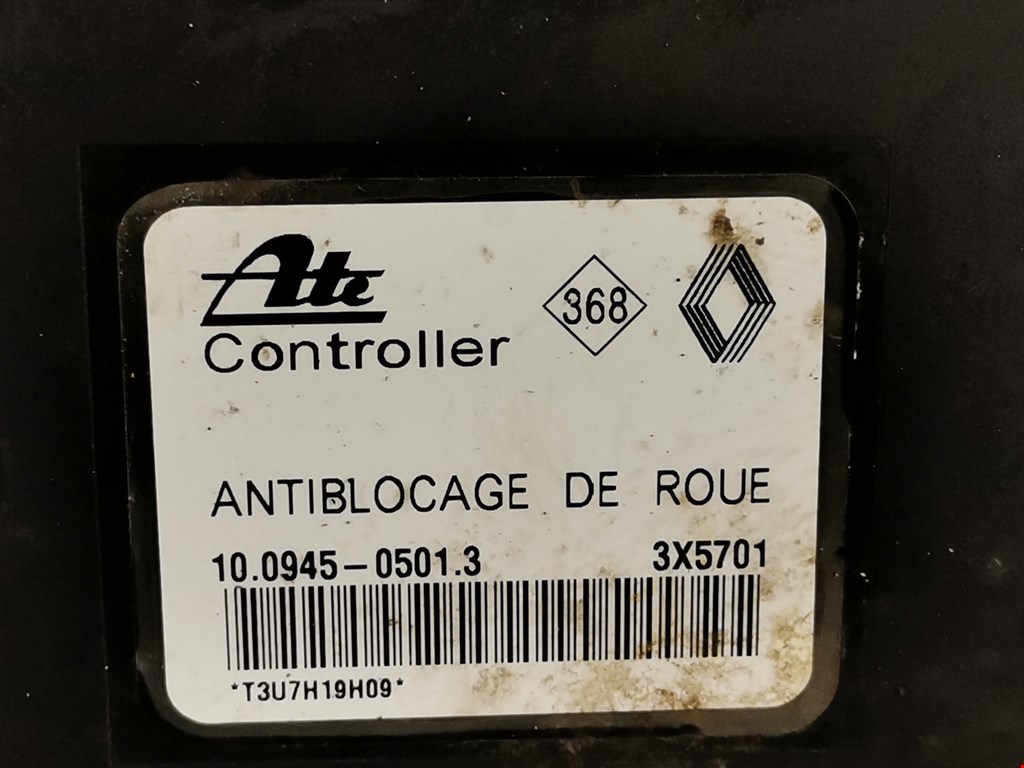 Ate
368
Controller
ANTIBLOCAGE DE ROUE
10.0945-0501.3 3X5701
*T3U7H19H09*